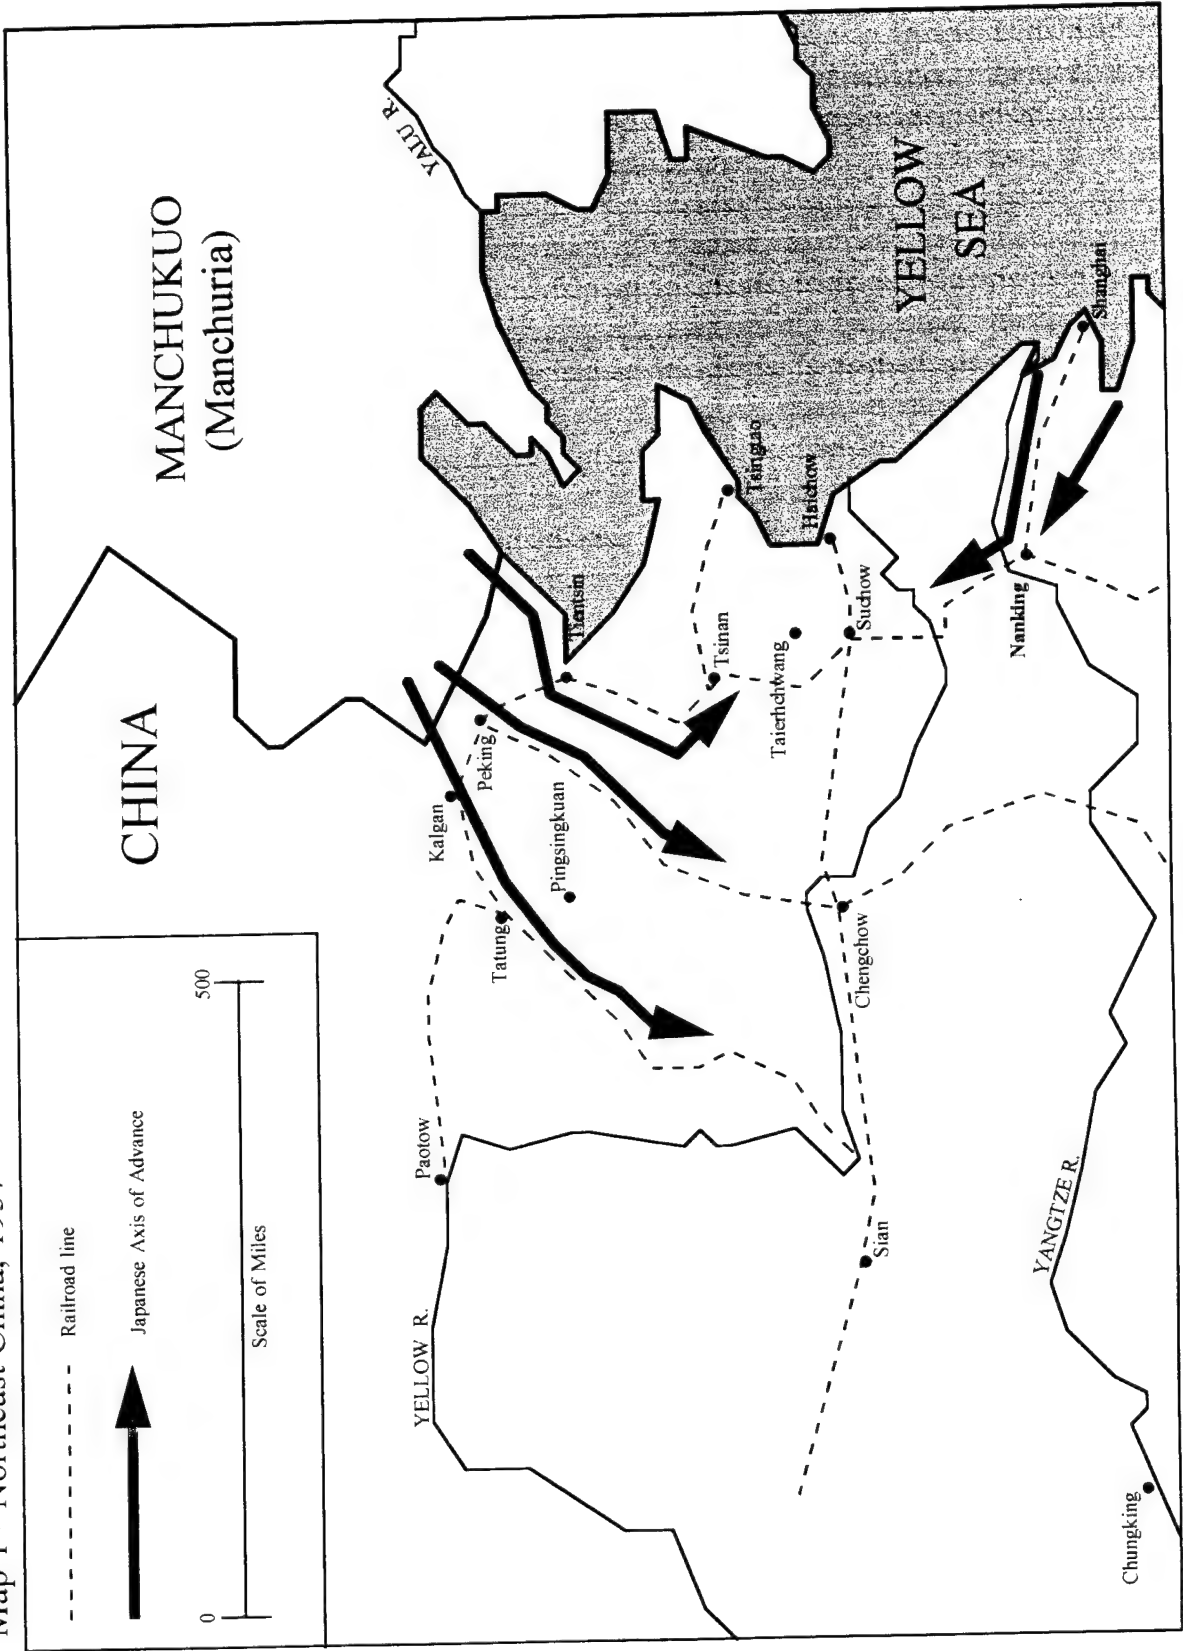 Map 1 Northeast China,
Railroad line
Japanese Axis of Advance
0
500
Scale of Miles
CHINA
MANCHUKUO
(Manchuria)
YALU R.
YELLOW R.
Paotow
Tatung
Kalgan
Peking
Pingsingkuan
Tientsin
Tsinan
Tsingtao
Taierhchwang
Haichow
Suchow
Chengchow
Sian
YELLOW
SEA
Nanking
Shanghai
YANGTZE R.
Chungking